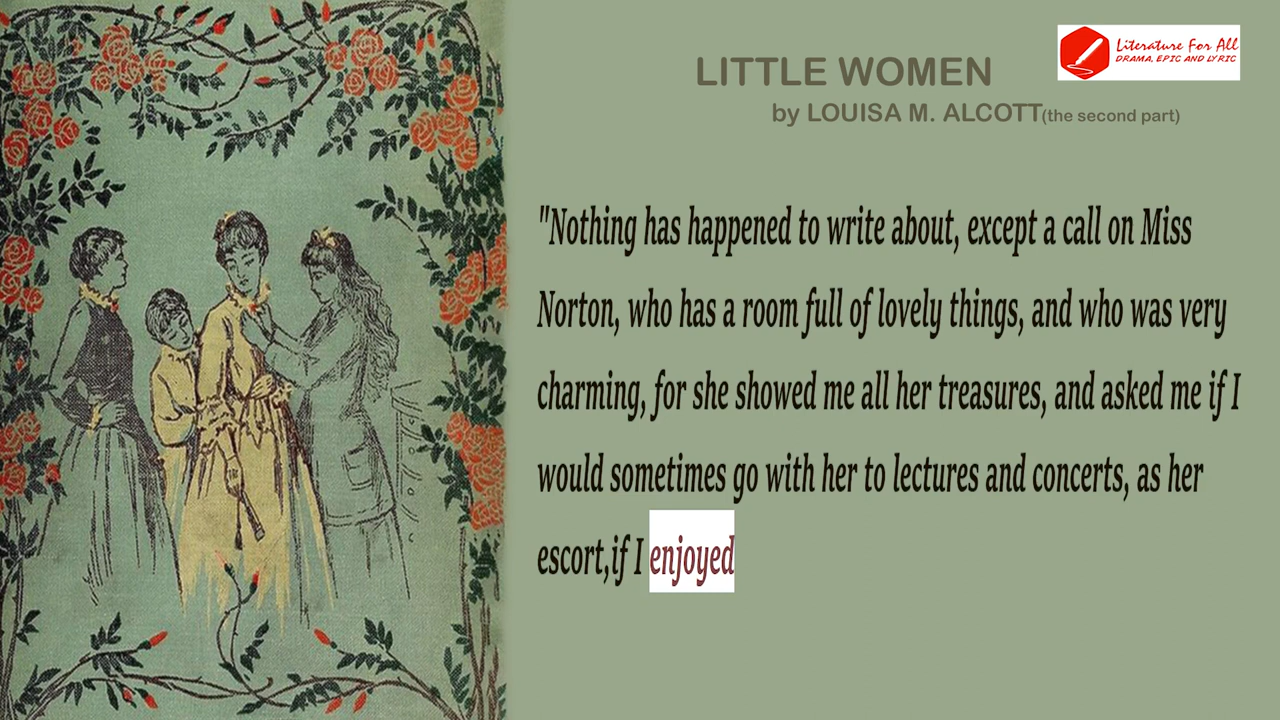 LITTLE WOMEN
by LOUISA M. ALCOTT(the second part)
Literature For All
DRAMA, EPIC AND LYRIC
"Nothing has happened to write about, except a call on Miss
Norton, who has a room full of lovely things, and who was very
charming, for she showed me all her treasures, and asked me if I
would sometimes go with her to lectures and concerts, as her
escort,if I enjoyed